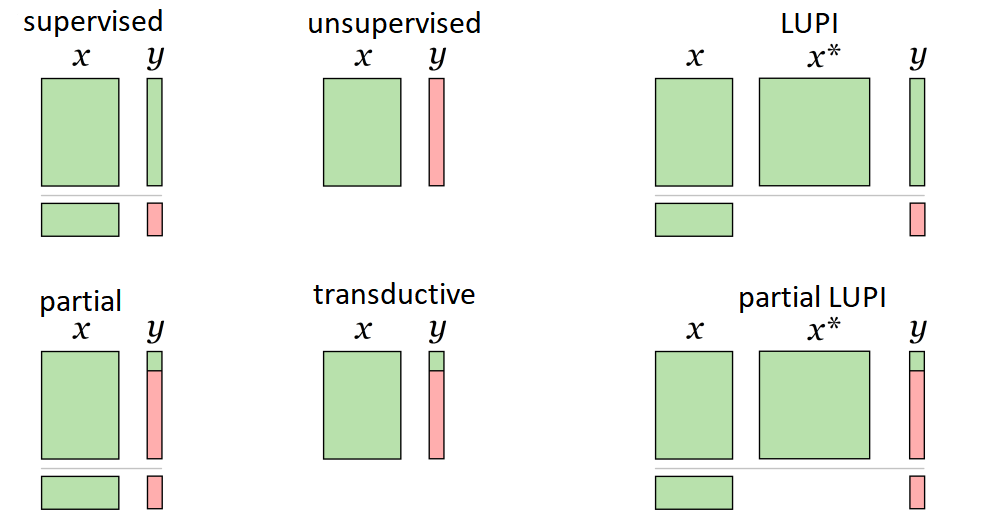 supervised
x y
unsupervised
x y
LUPI
x x* y
partial
x y
transductive
x y
partial LUPI
x x* y